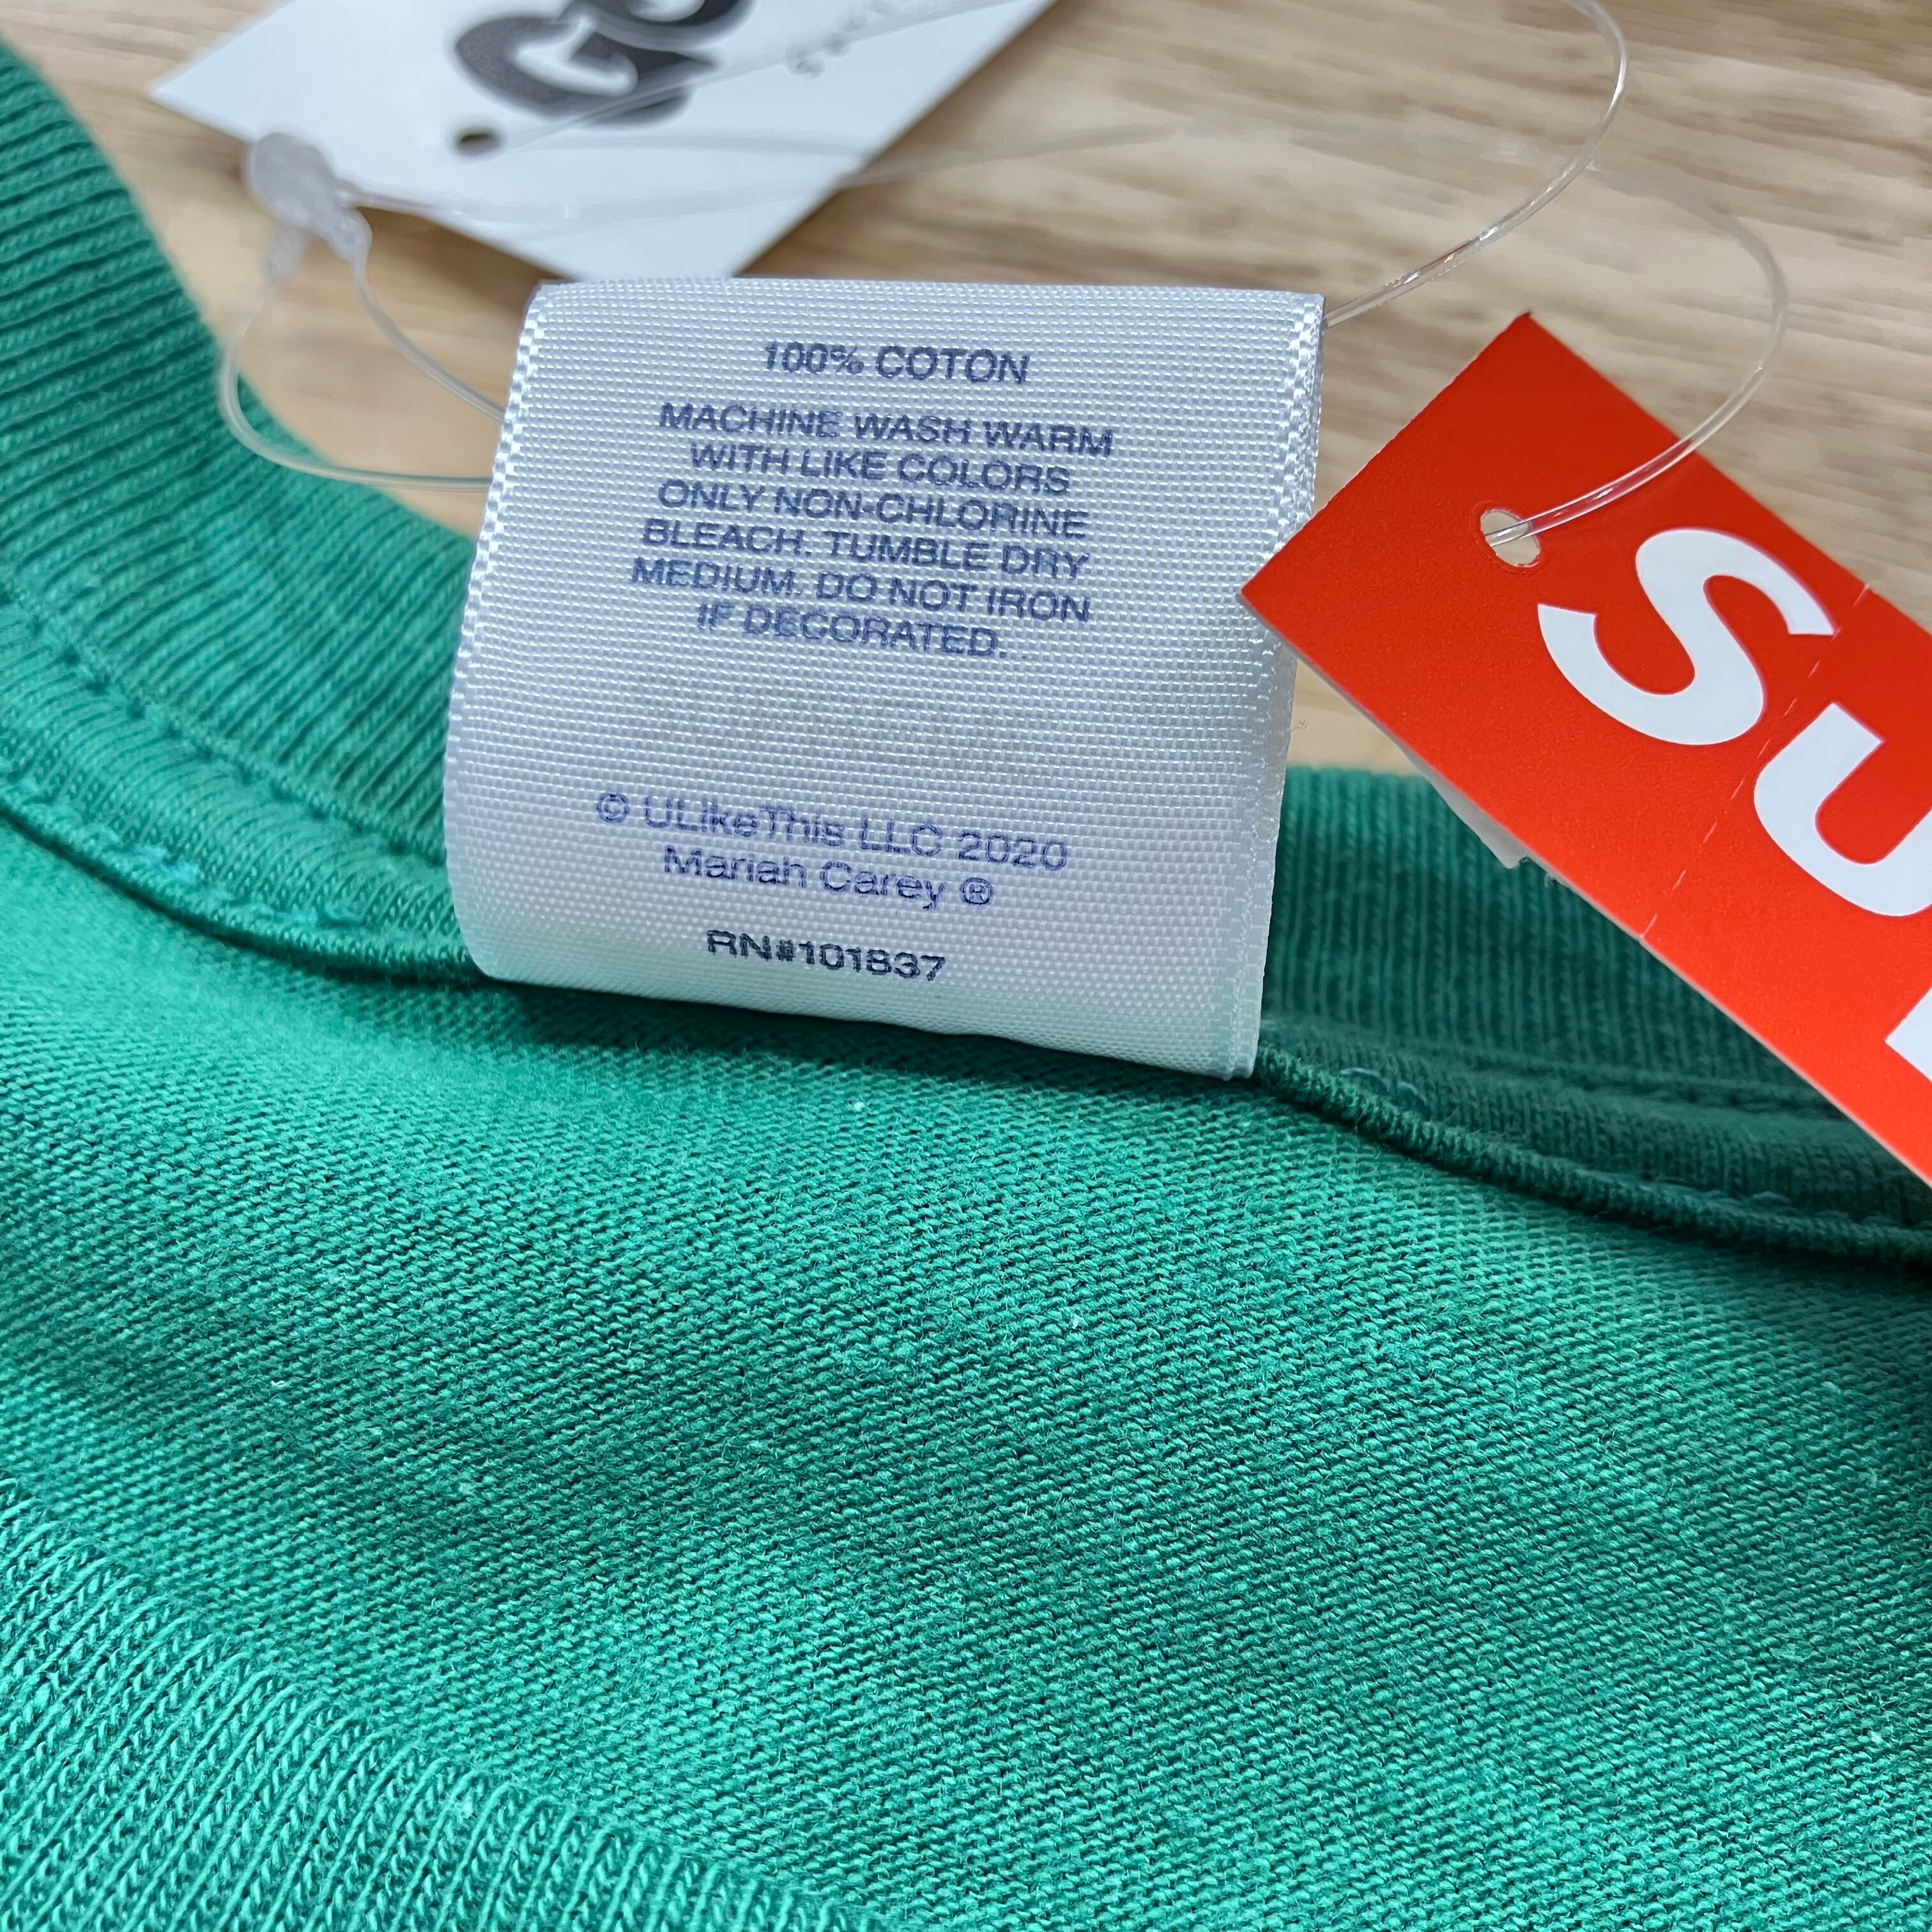 100% COTON
MACHINE WASH WARM
WITH LIKE COLORS
ONLY NON-CHLORINE
BLEACH. TUMBLE DRY
MEDIUM. DO NOT IRON
IF DECORATED.
© ULikeThis LLC 2020
Mariah Carey ®
RN#101837
Su